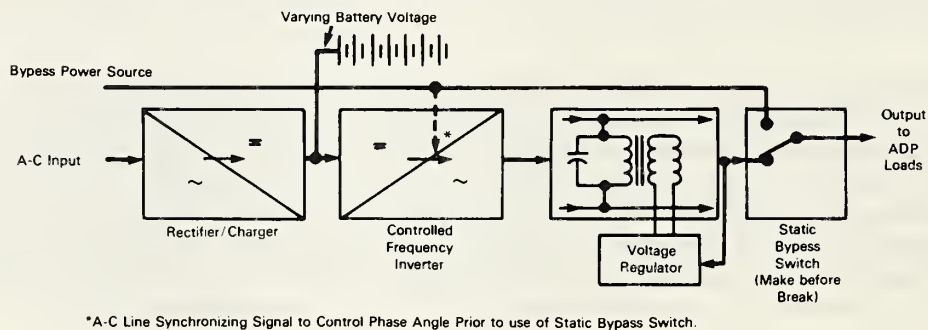 Varying Battery Voltage
Bypess Power Source
A-C Input
=
~
Rectifier/Charger
=
*
~
Controlled
Frequency
Inverter
Voltage
Regulator
Static
Bypess
Switch
(Make before
Break)
Output
to
ADP
Loads
*A-C Line Synchronizing Signal to Control Phase Angle Prior to use of Static Bypass Switch.